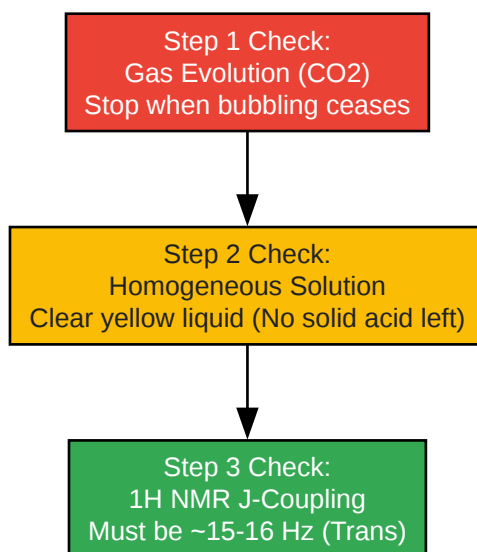 Step 1 Check:
Gas Evolution (CO2)
Stop when bubbling ceases
Step 2 Check:
Homogeneous Solution
Clear yellow liquid (No solid acid left)
Step 3 Check:
1H NMR J-Coupling
Must be ~15-16 Hz (Trans)